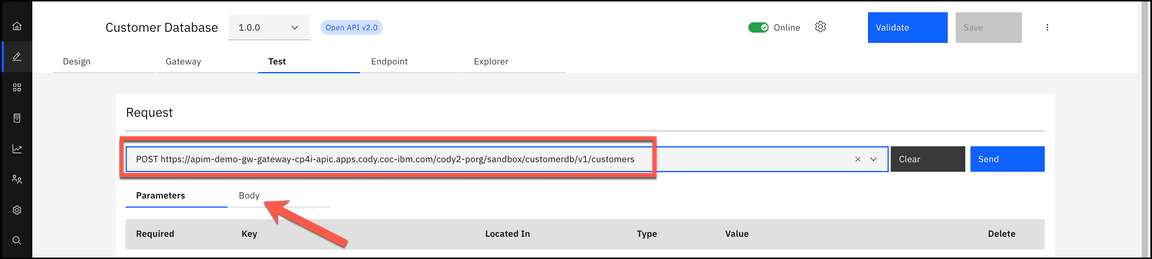 Customer Database 1.0.0 Open API v2.0 Online Validate Save
Design Gateway Test Endpoint Explorer
Request
POST https://apim-demo-gw-gateway-cp4i-apic.apps.cody.coc-ibm.com/cody2-porg/sandbox/customerdb/v1/customers Clear Send
Parameters Body
Required Key Located In Type Value Delete